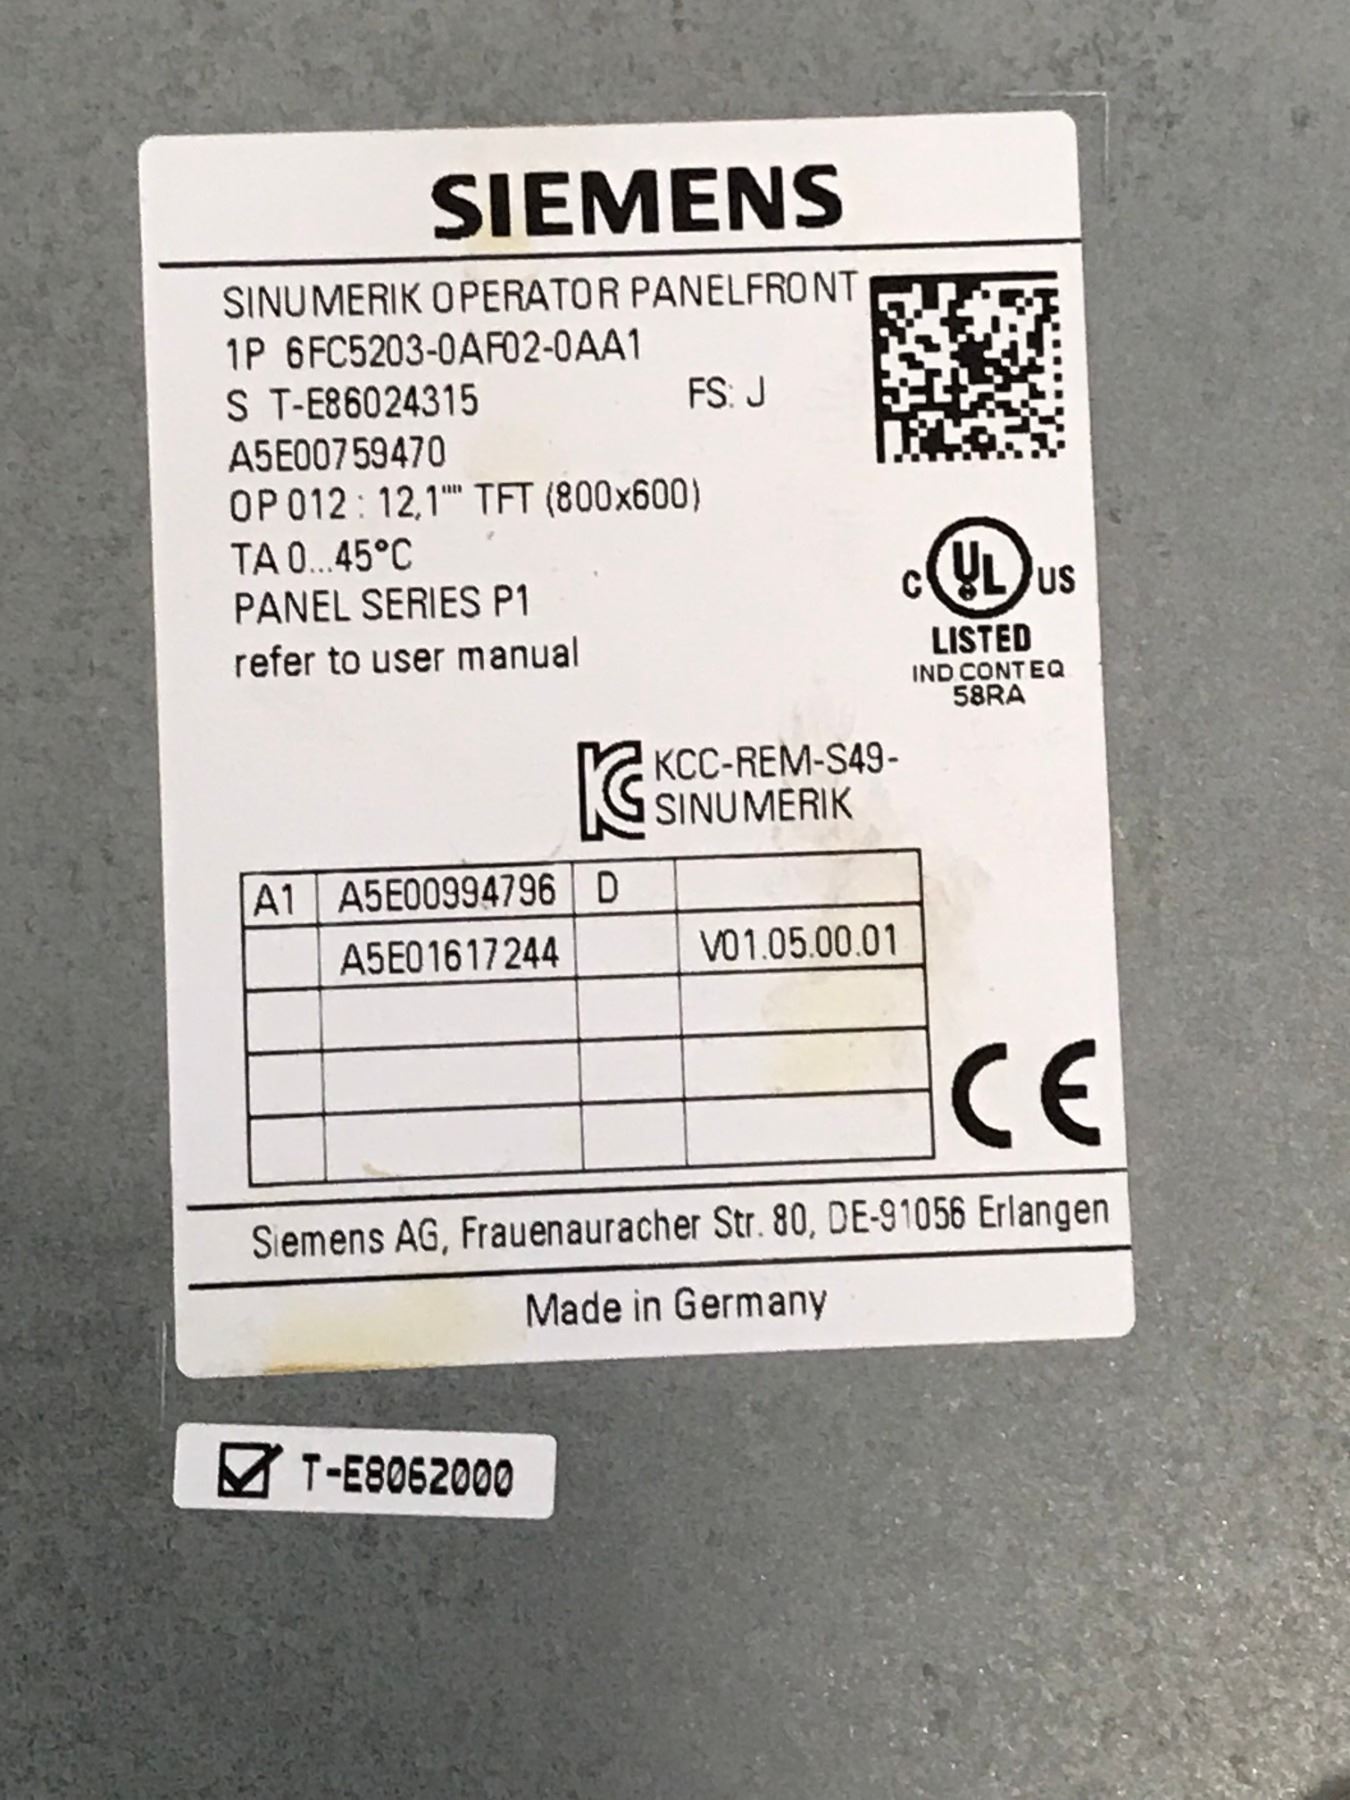 SIEMENS
SINUMERIK OPERATOR PANELFRONT
1P 6FC5203-0AF02-0AA1
S T-E86024315 FS: J
A5E00759470
OP 012 : 12,1"" TFT (800x600)
TA 0...45°C
PANEL SERIES P1
refer to user manual
C UL US
LISTED
IND.CONT.EQ
58RA
KCC-REM-S49-
SINUMERIK
A1 A5E00994796 D
A5E01617244 V01.05.00.01
CE
Siemens AG, Frauenauracher Str. 80, DE-91056 Erlangen
Made in Germany
T-E8062000